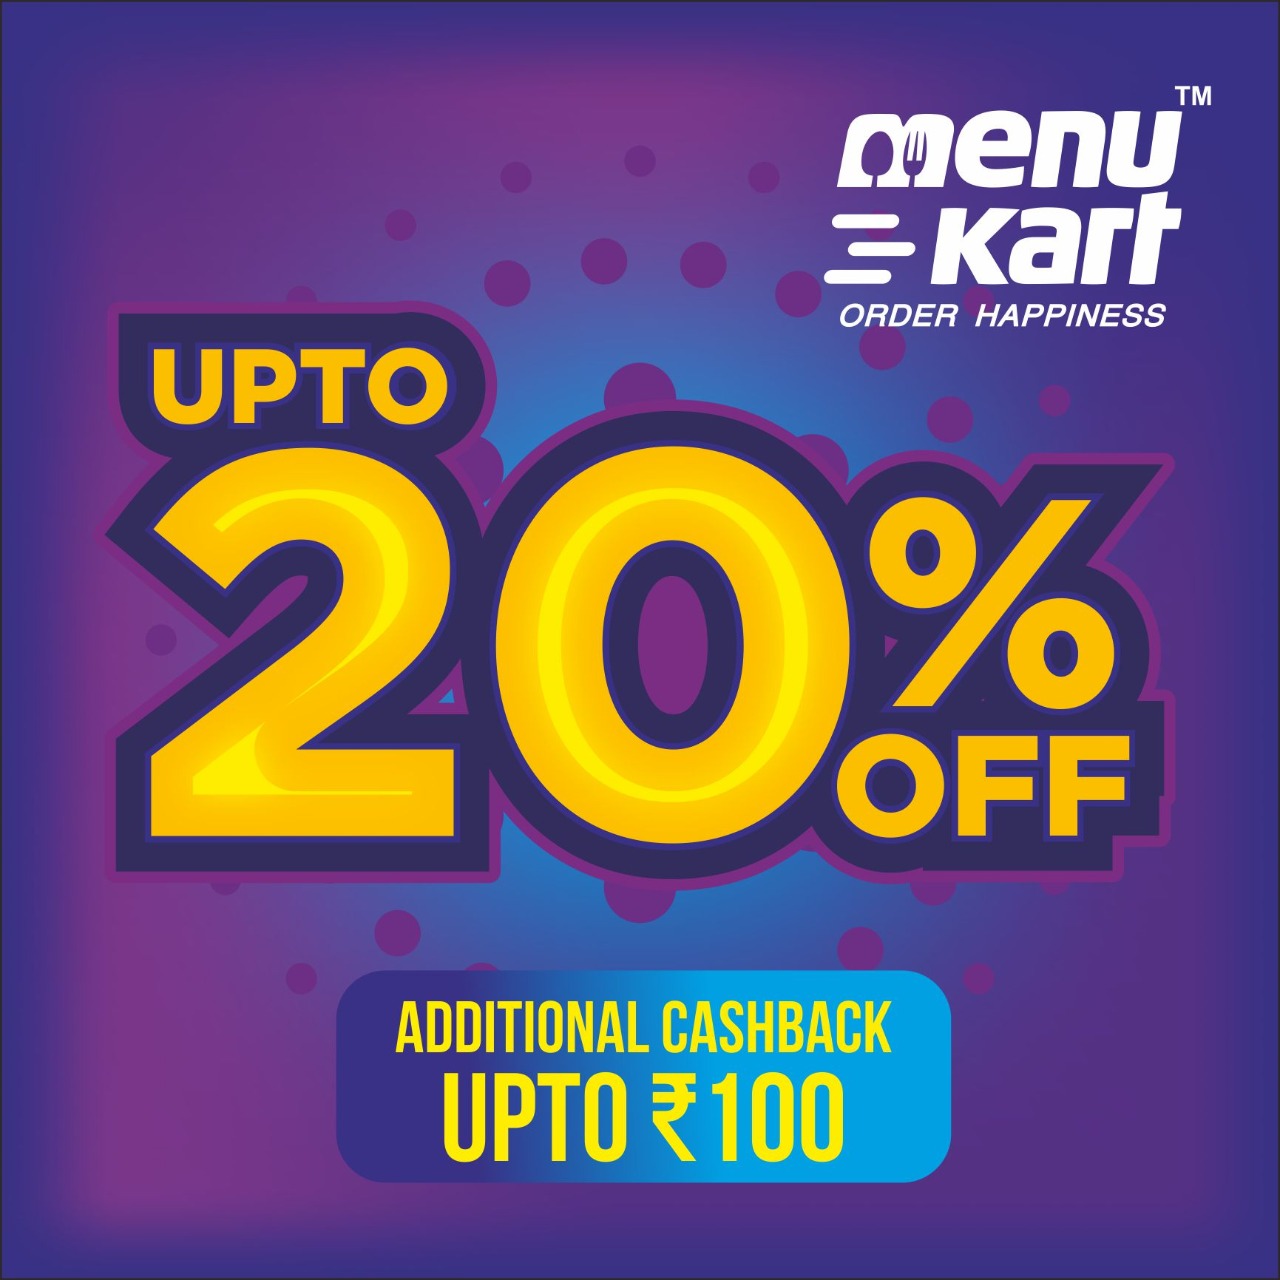 menu TM
kart
ORDER HAPPINESS
UPTO
20%
OFF
ADDITIONAL CASHBACK
UPTO ₹100